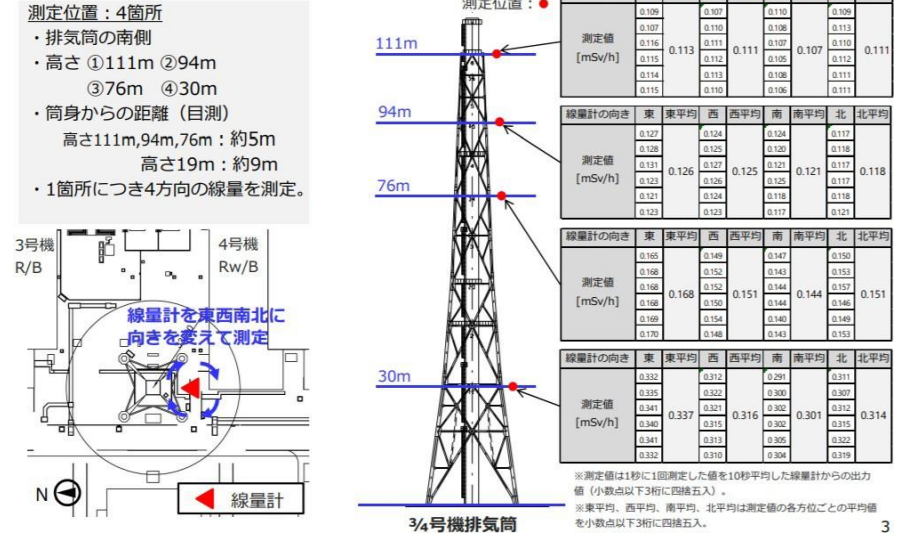 測定位置：4箇所
・排気筒の南側
・高さ ①111m ②94m
③76m ④30m
・筒身からの距離（目測）
高さ111m,94m,76m：約5m
高さ19m：約9m
・1箇所につき4方向の線量を測定。
3号機
R/B
4号機
Rw/B
線量計を東西南北に
向きを変えて測定
N
線量計
測定位置：
111m
94m
76m
30m
¾号機排気筒
測定値
[mSv/h]
0.109 0.107 0.110 0.109
0.107 0.110 0.108 0.113
0.116 0.111 0.107 0.110
0.115 0.112 0.105 0.112
0.114 0.113 0.108 0.111
0.115 0.110 0.106 0.111
0.113 0.111 0.107 0.111
線量計の向き 東 東平均 西 西平均 南 南平均 北 北平均
測定値
[mSv/h]
0.127 0.124 0.124 0.117
0.128 0.125 0.120 0.118
0.131 0.127 0.121 0.117
0.123 0.126 0.125 0.117
0.121 0.124 0.118 0.118
0.123 0.123 0.117 0.121
0.126 0.125 0.121 0.118
線量計の向き 東 東平均 西 西平均 南 南平均 北 北平均
測定値
[mSv/h]
0.165 0.149 0.147 0.150
0.168 0.152 0.143 0.153
0.168 0.152 0.144 0.157
0.168 0.150 0.144 0.146
0.169 0.154 0.140 0.149
0.170 0.148 0.143 0.153
0.168 0.151 0.144 0.151
線量計の向き 東 東平均 西 西平均 南 南平均 北 北平均
測定値
[mSv/h]
0.332 0.312 0.291 0.311
0.335 0.322 0.300 0.307
0.341 0.321 0.302 0.312
0.340 0.315 0.302 0.315
0.341 0.313 0.305 0.322
0.332 0.310 0.304 0.319
0.337 0.316 0.301 0.314
※測定値は1秒に1回測定した値を10秒平均した線量計からの出力
値（小数点以下3桁に四捨五入）。
※東平均、西平均、南平均、北平均は測定値の各方位ごとの平均値
を小数点以下3桁に四捨五入。
3